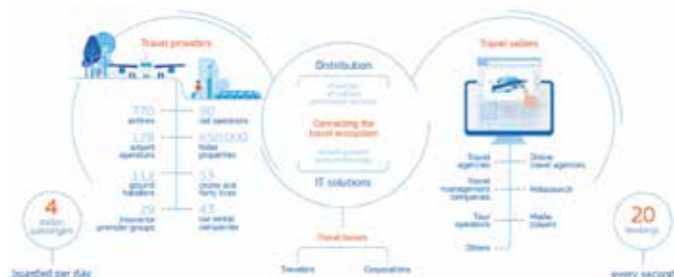 Travel providers
770
airlines
90
rail operators
128
airport
operators
650,000
hotel
properties
112
ground
handlers
53
cruise and
ferry lines
29
insurance
provider groups
43
car rental
companies
4
million
passengers
boarded per day
Distribution
Connecting the
travel ecosystem
IT solutions
Travel buyers
Travelers
Corporations
Travel sellers
Travel
agencies
Online
travel agencies
Travel
management
companies
Metasearch
Tour
operators
Media
players
Others
20
bookings
every second